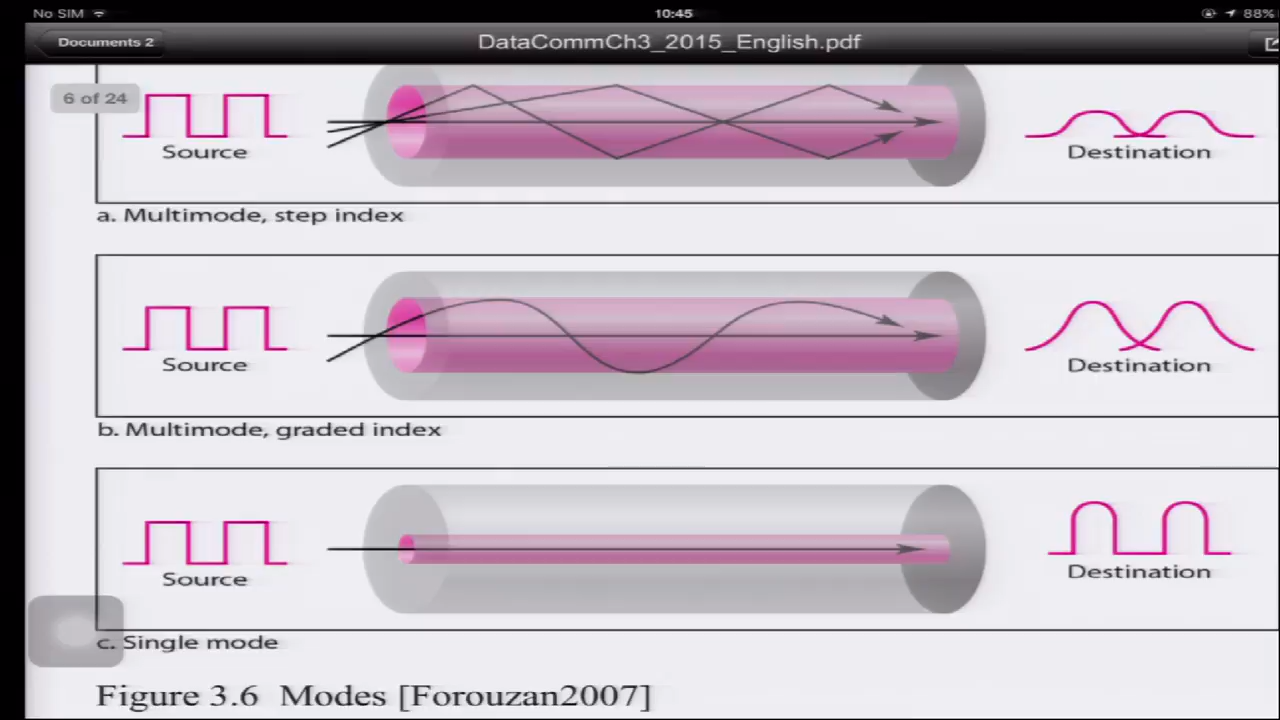 No SIM 10:45 88%
Documents 2 DataCommCh3_2015_English.pdf
6 of 24
Source Destination
a. Multimode, step index
Source Destination
b. Multimode, graded index
Source Destination
c. Single mode
Figure 3.6 Modes [Forouzan2007]